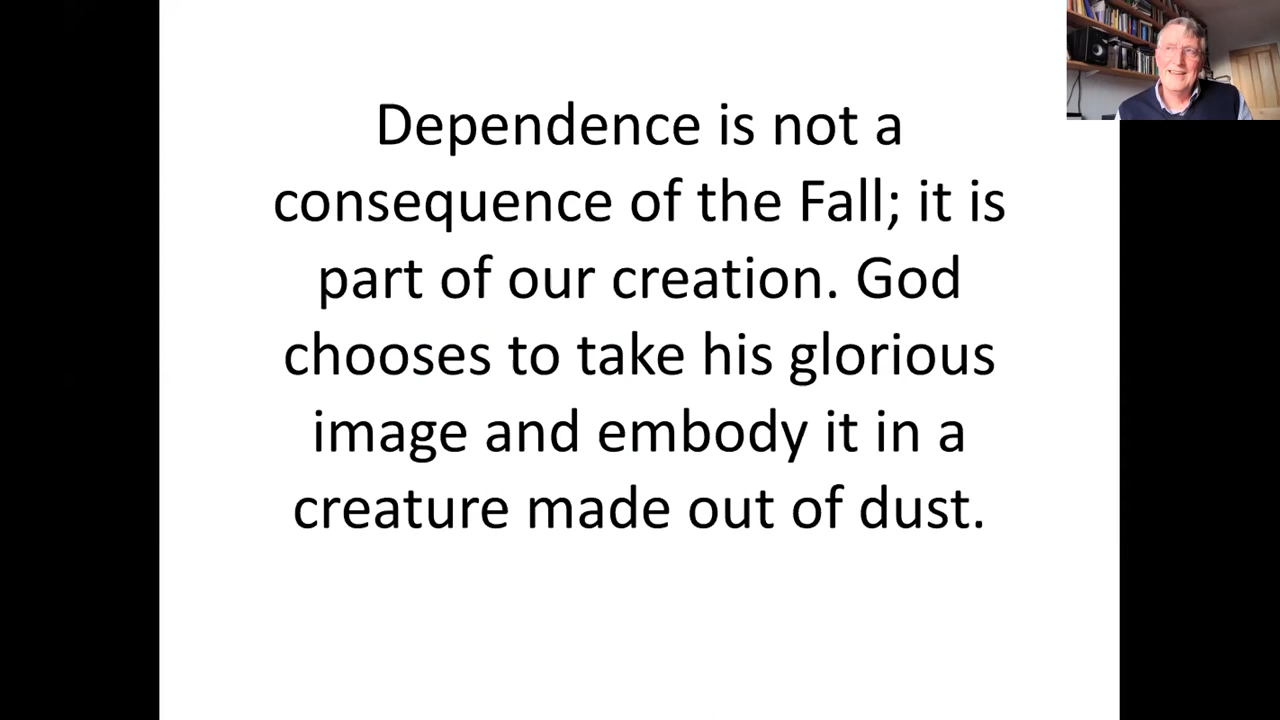 Dependence is not a
consequence of the Fall; it is
part of our creation. God
chooses to take his glorious
image and embody it in a
creature made out of dust.